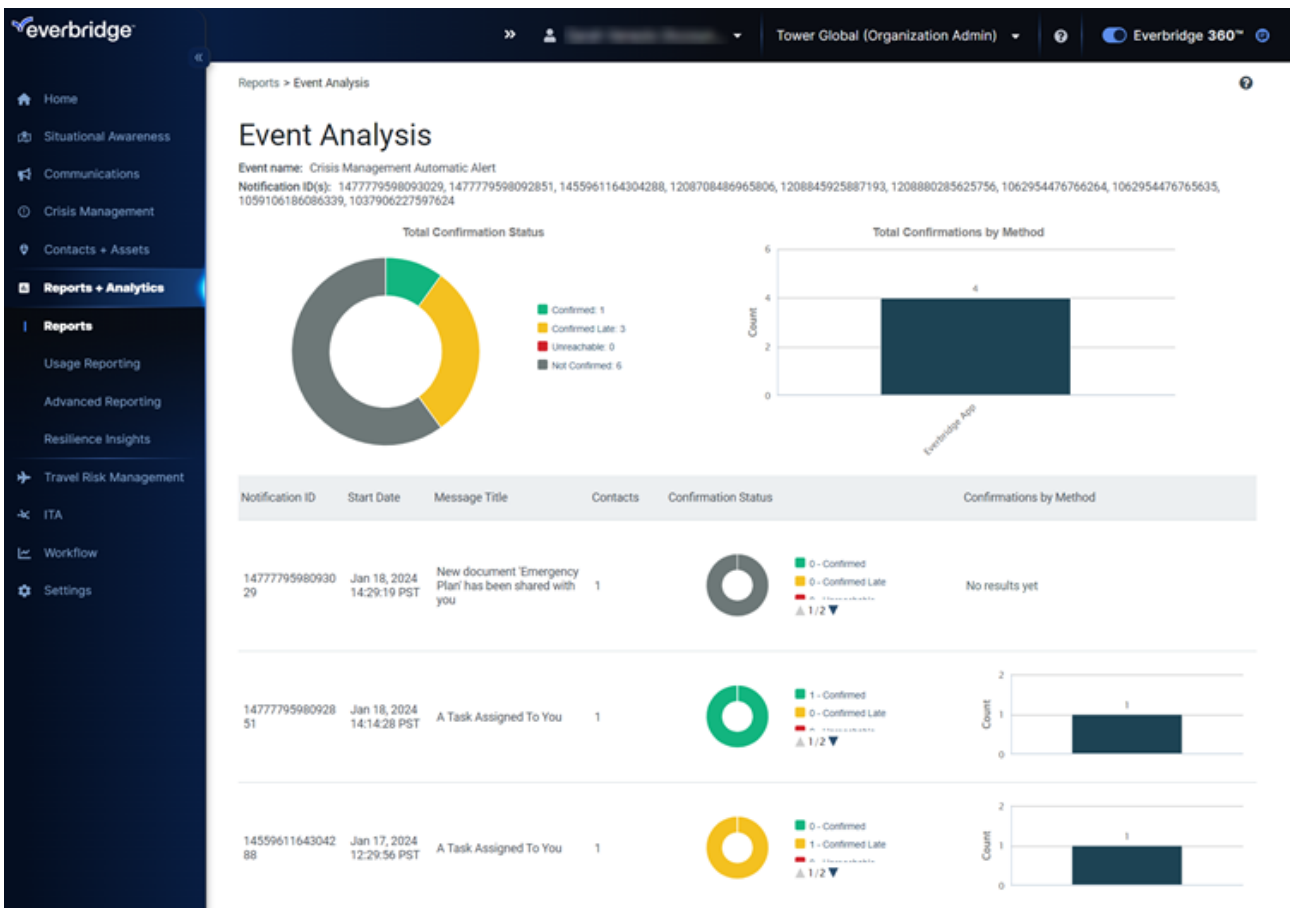 everbridge
»
Tower Global (Organization Admin)
Everbridge 360™
«
Home
Situational Awareness
Communications
Crisis Management
Contacts + Assets
Reports + Analytics
Reports
Usage Reporting
Advanced Reporting
Resilience Insights
Travel Risk Management
ITA
Workflow
Settings
Reports > Event Analysis
Event Analysis
Event name: Crisis Management Automatic Alert
Notification ID(s): 1477779598093029, 1477779598092851, 1455961164304288, 1208708486965806, 1208845925887193, 1208880285625756, 1062954476766264, 1062954476765635,
1059106186086339, 1037906227597624
Total Confirmation Status
Confirmed: 1
Confirmed Late: 3
Unreachable: 0
Not Confirmed: 6
Total Confirmations by Method
6
4
4
Count
2
0
Everbridge App
Notification ID Start Date Message Title Contacts Confirmation Status Confirmations by Method
14777795980930
29
Jan 18, 2024
14:29:19 PST
New document 'Emergency
Plan' has been shared with
you
1
0 - Confirmed
0 - Confirmed Late
1/2
No results yet
14777795980928
51
Jan 18, 2024
14:14:28 PST
A Task Assigned To You
1
1 - Confirmed
0 - Confirmed Late
1/2
2
1
Count
1
0
14559611643042
88
Jan 17, 2024
12:29:56 PST
A Task Assigned To You
1
0 - Confirmed
1 - Confirmed Late
1/2
2
1
Count
1
0